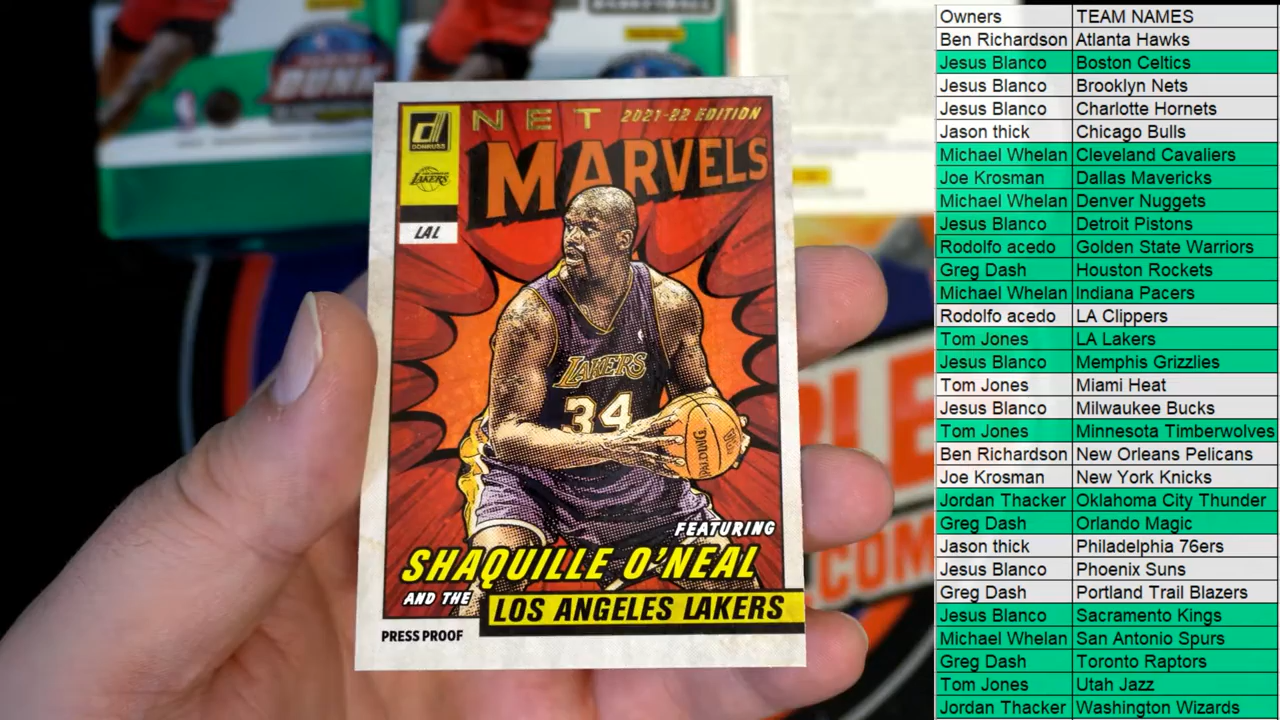 NET 2021-22 EDITION
MARVELS
DONRUSS
LAKERS
LAL
LAKERS
34
FEATURING
SHAQUILLE O'NEAL
AND THE
LOS ANGELES LAKERS
PRESS PROOF
Owners TEAM NAMES
Ben Richardson Atlanta Hawks
Jesus Blanco Boston Celtics
Jesus Blanco Brooklyn Nets
Jesus Blanco Charlotte Hornets
Jason thick Chicago Bulls
Michael Whelan Cleveland Cavaliers
Joe Krosman Dallas Mavericks
Michael Whelan Denver Nuggets
Jesus Blanco Detroit Pistons
Rodolfo acedo Golden State Warriors
Greg Dash Houston Rockets
Michael Whelan Indiana Pacers
Rodolfo acedo LA Clippers
Tom Jones LA Lakers
Jesus Blanco Memphis Grizzlies
Tom Jones Miami Heat
Jesus Blanco Milwaukee Bucks
Tom Jones Minnesota Timberwolves
Ben Richardson New Orleans Pelicans
Joe Krosman New York Knicks
Jordan Thacker Oklahoma City Thunder
Greg Dash Orlando Magic
Jason thick Philadelphia 76ers
Jesus Blanco Phoenix Suns
Greg Dash Portland Trail Blazers
Jesus Blanco Sacramento Kings
Michael Whelan San Antonio Spurs
Greg Dash Toronto Raptors
Tom Jones Utah Jazz
Jordan Thacker Washington Wizards